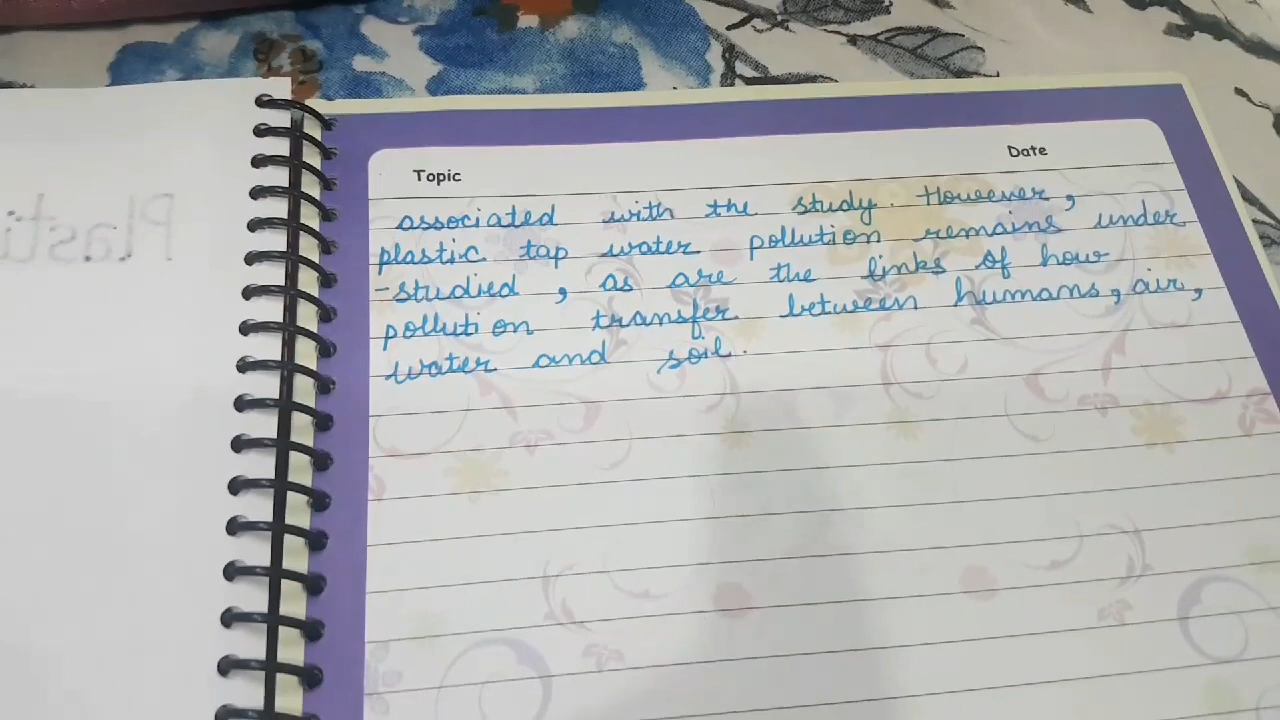 Topic
Date
associated with the study. However,
plastic tap water pollution remains under
-studied, as are the links of how
pollution transfer between humans, air,
water and soil.
Plasti